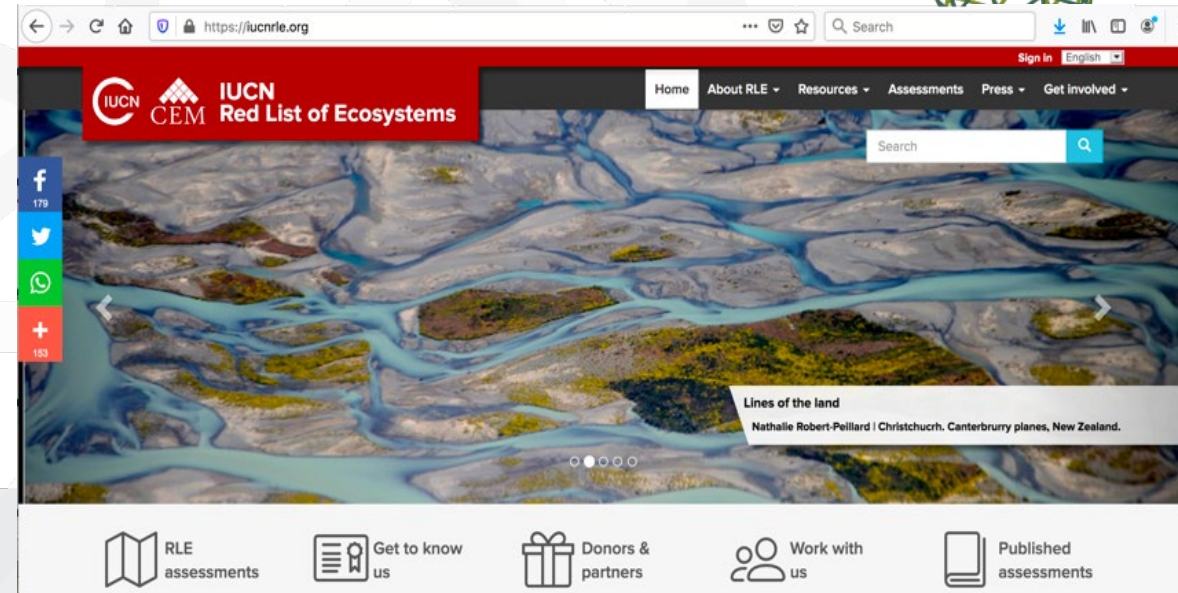 https://iucnrle.org
Search
Sign in English
IUCN
CEM
IUCN
Red List of Ecosystems
Home About RLE Resources Assessments Press Get involved
Search
f
179
153
Lines of the land
Nathalie Robert-Peillard | Christchucrh. Canterbrurry planes, New Zealand.
RLE
assessments
Get to know
us
Donors &
partners
Work with
us
Published
assessments